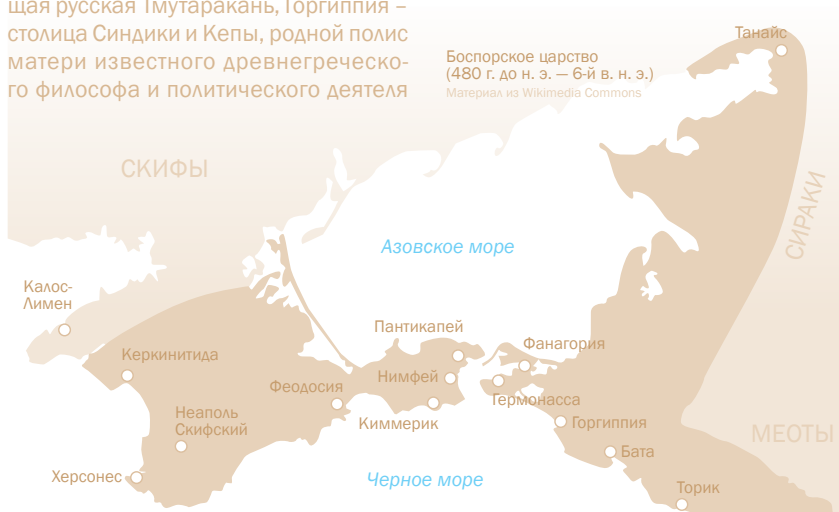 щая русская Тмутаракань, Горгиппия –
столица Синдики и Кепы, родной полис
матери известного древнегреческо-
го философа и политического деятеля
Боспорское царство
(480 г. до н. э. — 6-й в. н. э.)
Материал из Wikimedia Commons
Танайс
СКИФЫ
СИРАКИ
Азовское море
Калос-
Лимен
Пантикапей
Фанагория
Керкинитида
Нимфей
Феодосия
Гермонасса
Неаполь
Скифский
Киммерик
Горгиппия
МЕОТЫ
Бата
Херсонес
Черное море
Торик